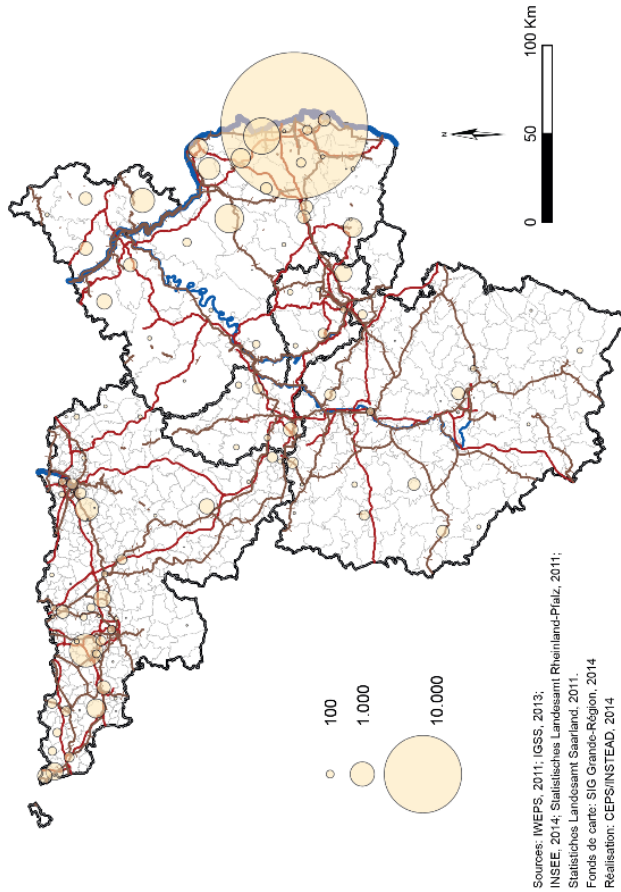 100
1.000
10.000
Sources: IWEPS, 2011; IGSS, 2013;
INSEE, 2014; Statistisches Landesamt Rheinland-Pfalz, 2011;
Statistiches Landesamt Saarland, 2011.
Fonds de carte: SIG Grande-Région, 2014
Réalisation: CEPS/INSTEAD, 2014
N
0 50 100 Km